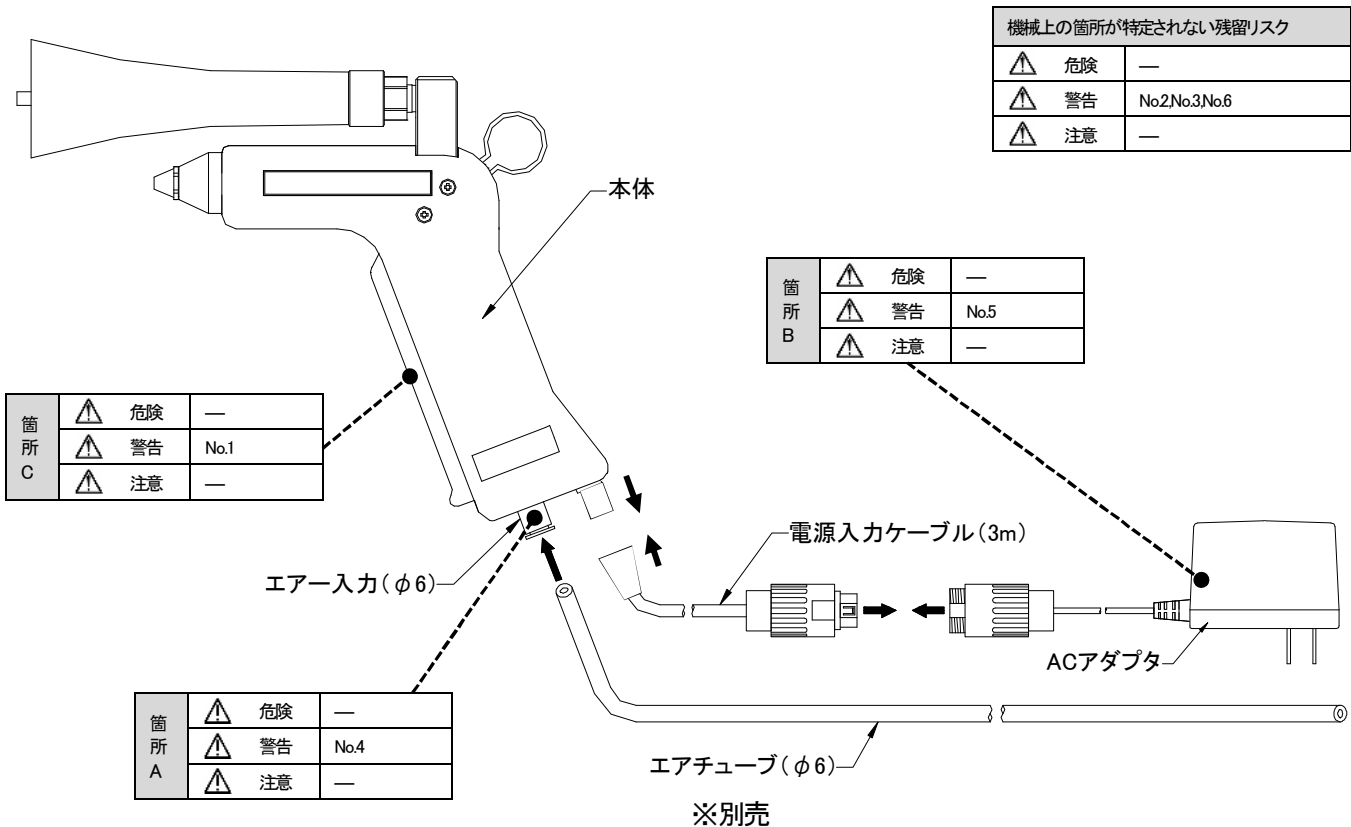 機械上の箇所が特定されない残留リスク
危険 —
警告 No.2,No.3,No.6
注意 —
本体
箇所B
危険 —
警告 No.5
注意 —
箇所C
危険 —
警告 No.1
注意 —
電源入力ケーブル(3m)
エアー入力(φ6)
ACアダプタ
箇所A
危険 —
警告 No.4
注意 —
エアチューブ(φ6)
※別売